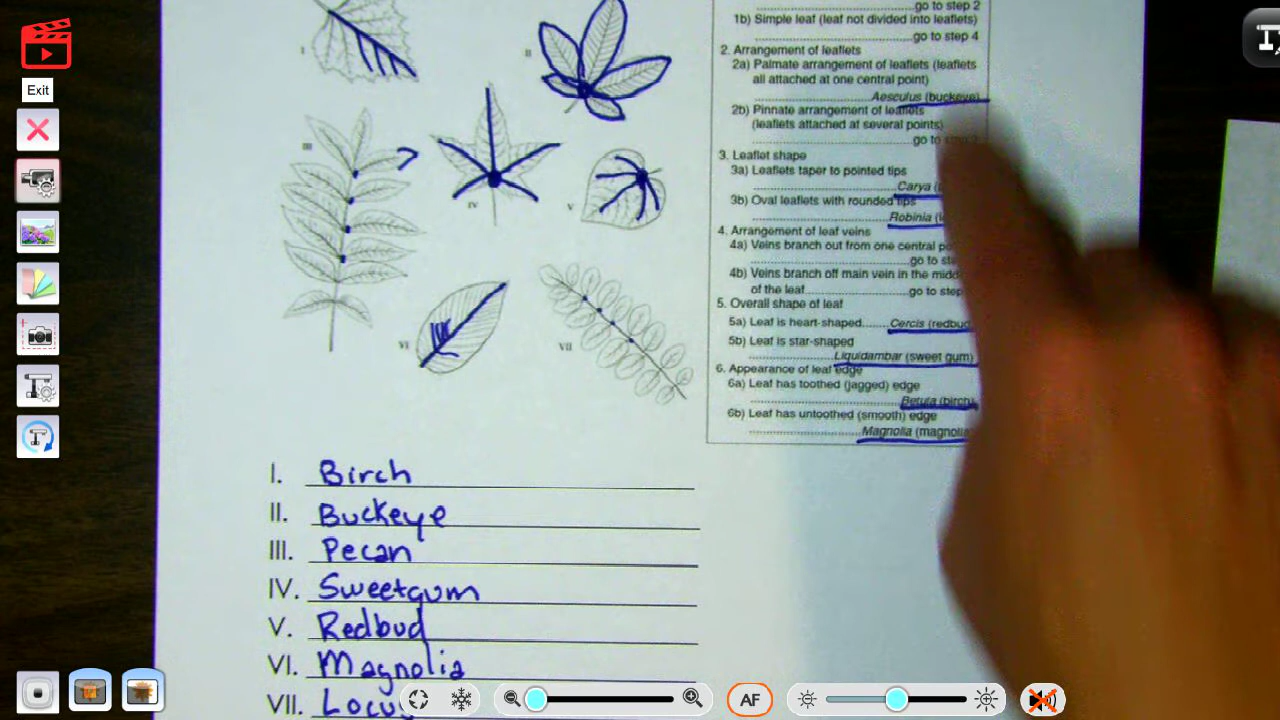 Exit
I
II
III
IV
V
VI
VII
go to step 2
1b) Simple leaf (leaf not divided into leaflets)
go to step 4
2. Arrangement of leaflets
2a) Palmate arrangement of leaflets (leaflets
all attached at one central point)
Aesculus (buckeye)
2b) Pinnate arrangement of leaflets
(leaflets attached at several points)
go to
3. Leaflet shape
3a) Leaflets taper to pointed tips
Carya
3b) Oval leaflets with rounded tips
Robinia
4. Arrangement of leaf veins
4a) Veins branch out from one central
go to
4b) Veins branch off main vein in the
of the leaf go to step
5. Overall shape of leaf
5a) Leaf is heart-shaped Cercis (redbud
5b) Leaf is star-shaped
Liquidambar (sweet gum)
6. Appearance of leaf edge
6a) Leaf has toothed (jagged) edge
Betula (birch)
6b) Leaf has untoothed (smooth) edge
Magnolia (magnolia
I. Birch
II. Buckeye
III. Pecan
IV. Sweetgum
V. Redbud
VI. Magnolia
VII.
AF